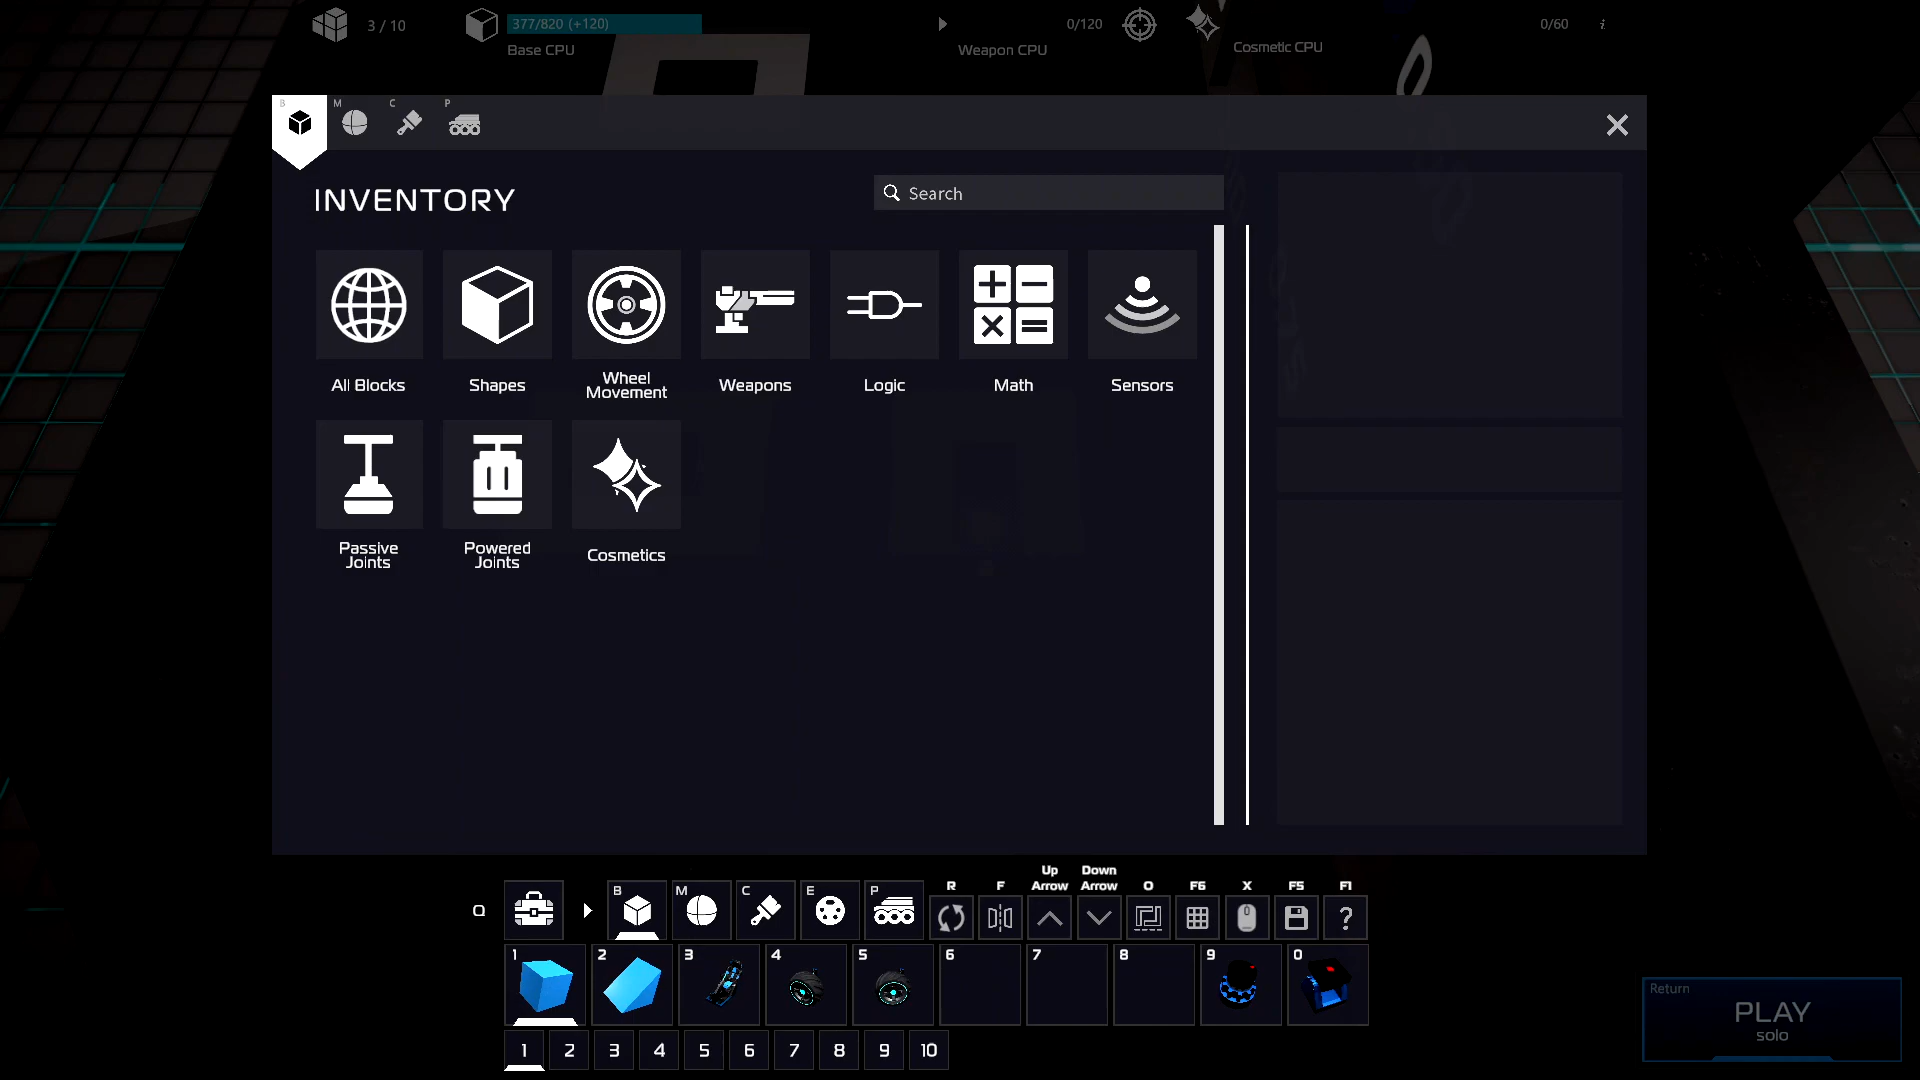 3 / 10
377/820 (+120)
Base CPU
0/120
Weapon CPU
Cosmetic CPU
0/60
i
B
M
C
P
INVENTORY
Search
All Blocks
Shapes
Wheel
Movement
Weapons
Logic
Math
Sensors
Passive
Joints
Powered
Joints
Cosmetics
Q
B
M
C
E
P
R
F
Up
Arrow
Down
Arrow
O
F6
X
F5
F1
?
1
2
3
4
5
6
7
8
9
0
1
2
3
4
5
6
7
8
9
10
Return
PLAY
solo